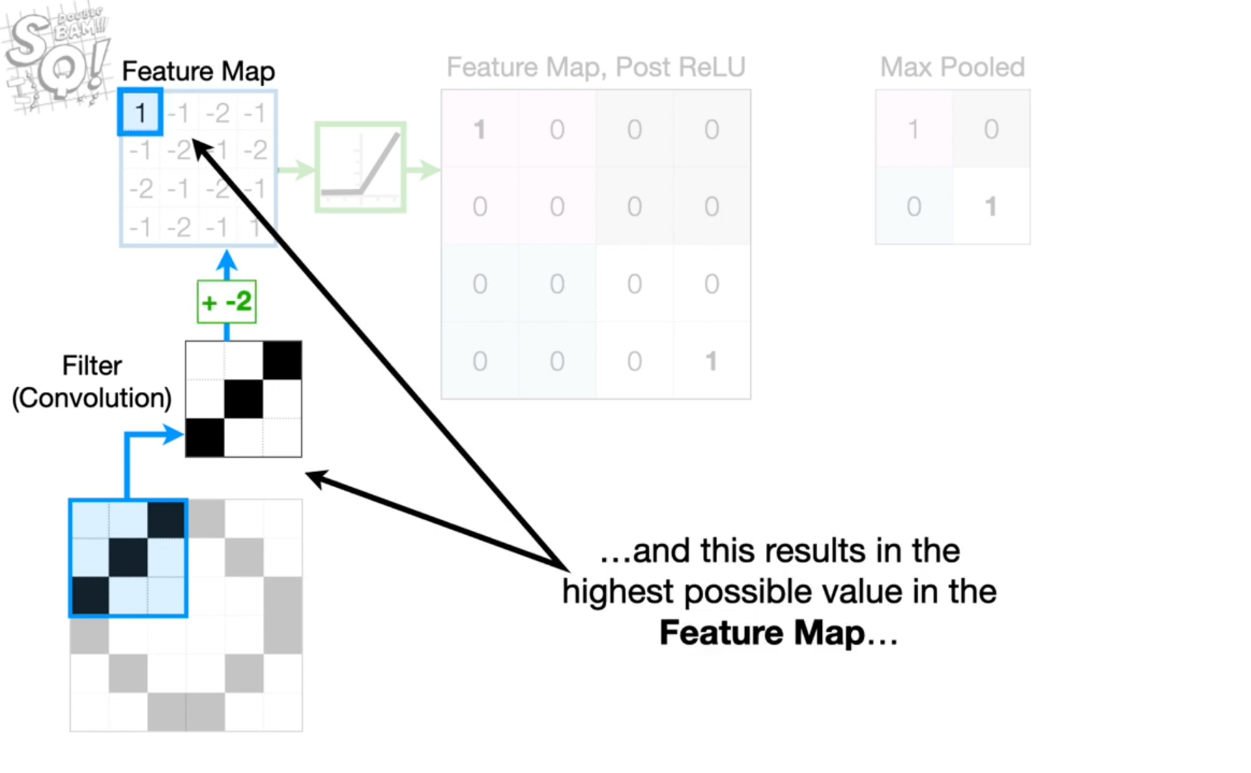 DOUBLE
BAM!!!
SQ!
Feature Map
Feature Map, Post ReLU
Max Pooled
1 -1 -2 -1
-1 -2 -1 -2
-2 -1 -2 -1
-1 -2 -1 1
1 0 0 0
0 0 0 0
0 0 0 0
0 0 0 1
1 0
0 1
+ -2
Filter
(Convolution)
…and this results in the
highest possible value in the
Feature Map…